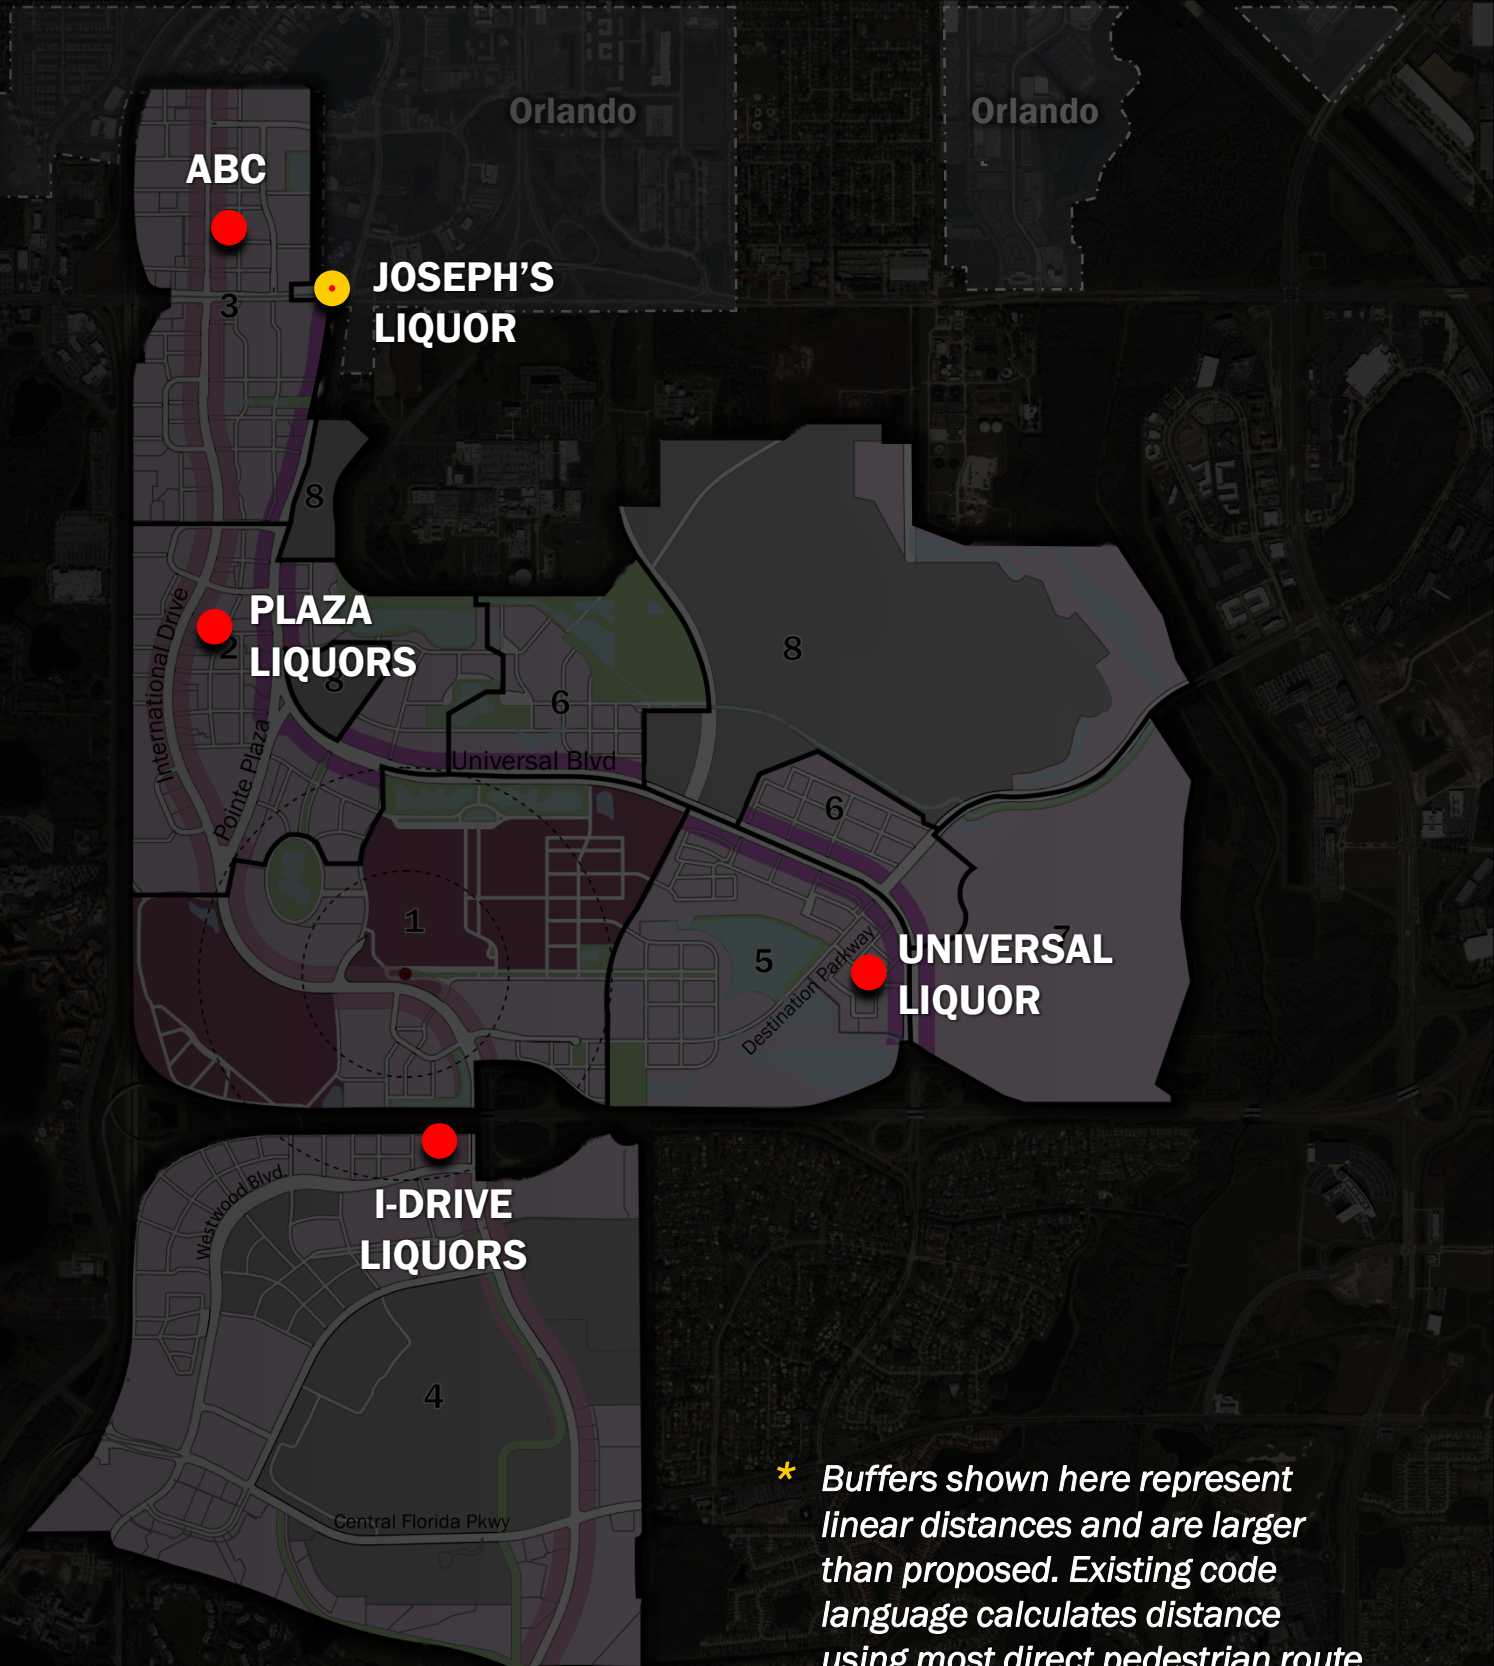 Orlando
Orlando
ABC
JOSEPH’S
LIQUOR
3
8
PLAZA
LIQUORS
2
8
International Drive
Pointe Plaza
6
8
Universal Blvd
6
1
5
7
Destination Parkway
UNIVERSAL
LIQUOR
I-DRIVE
LIQUORS
Westwood Blvd.
4
Central Florida Pkwy
* Buffers shown here represent
linear distances and are larger
than proposed. Existing code
language calculates distance
using most direct pedestrian route